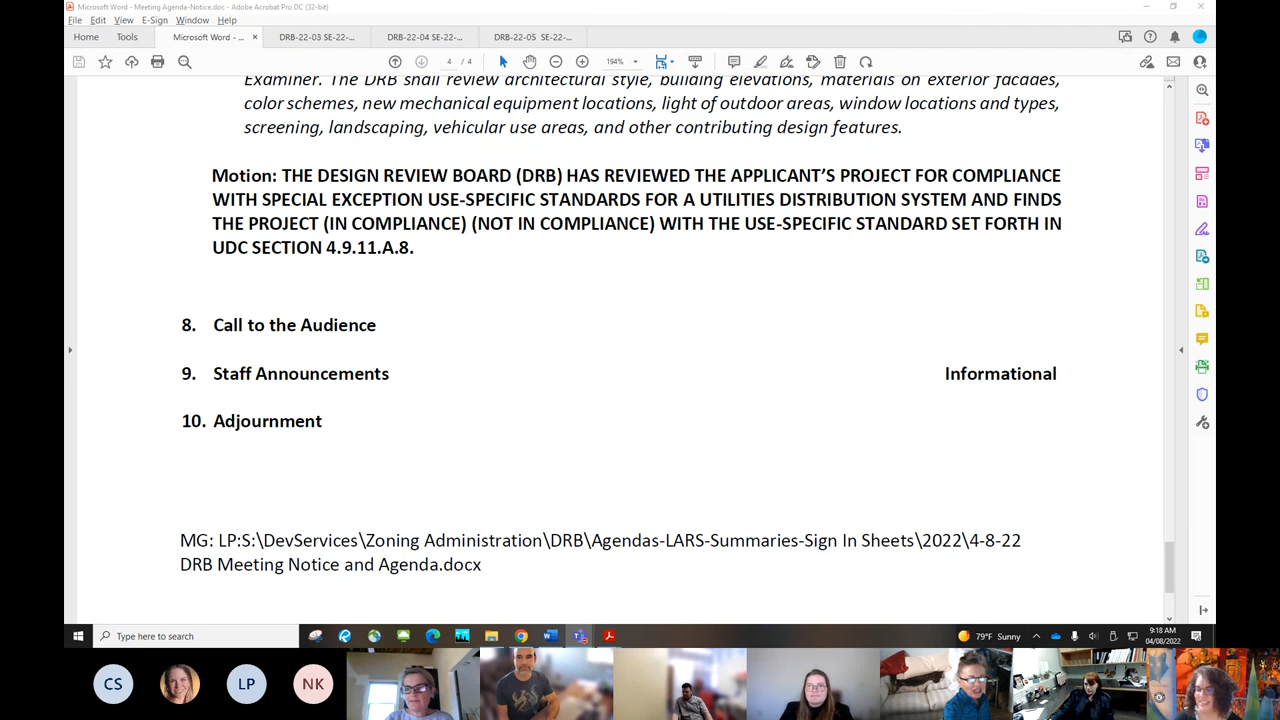 Microsoft Word - Meeting Agenda-Notice.doc - Adobe Acrobat Pro DC (32-bit)
File Edit View E-Sign Window Help
Home Tools Microsoft Word - ... × DRB-22-03 SE-22-... DRB-22-04 SE-22-... DRB-22-05 SE-22-...
4 / 4 194%
Examiner. The DRB shall review architectural style, building elevations, materials on exterior facades,
color schemes, new mechanical equipment locations, light of outdoor areas, window locations and types,
screening, landscaping, vehicular use areas, and other contributing design features.
Motion: THE DESIGN REVIEW BOARD (DRB) HAS REVIEWED THE APPLICANT’S PROJECT FOR COMPLIANCE
WITH SPECIAL EXCEPTION USE-SPECIFIC STANDARDS FOR A UTILITIES DISTRIBUTION SYSTEM AND FINDS
THE PROJECT (IN COMPLIANCE) (NOT IN COMPLIANCE) WITH THE USE-SPECIFIC STANDARD SET FORTH IN
UDC SECTION 4.9.11.A.8.
8. Call to the Audience
9. Staff Announcements Informational
10. Adjournment
MG: LP:S:\DevServices\Zoning Administration\DRB\Agendas-LARS-Summaries-Sign In Sheets\2022\4-8-22
DRB Meeting Notice and Agenda.docx
Type here to search 79°F Sunny 9:18 AM
04/08/2022
CS LP NK